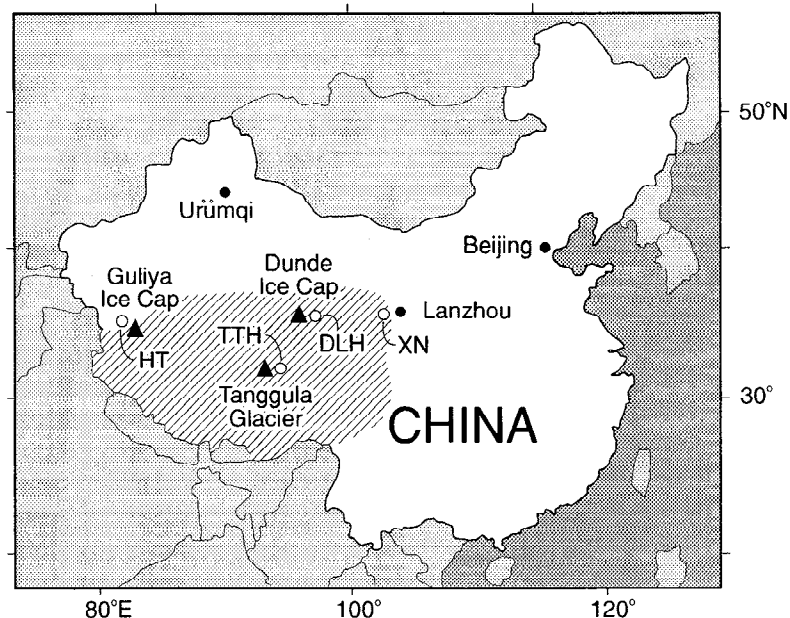 50°N
Urümqi
Beijing
Guliya
Ice Cap
Dunde
Ice Cap
Lanzhou
TTH
DLH
XN
HT
Tanggula
Glacier
30°
CHINA
80°E
100°
120°